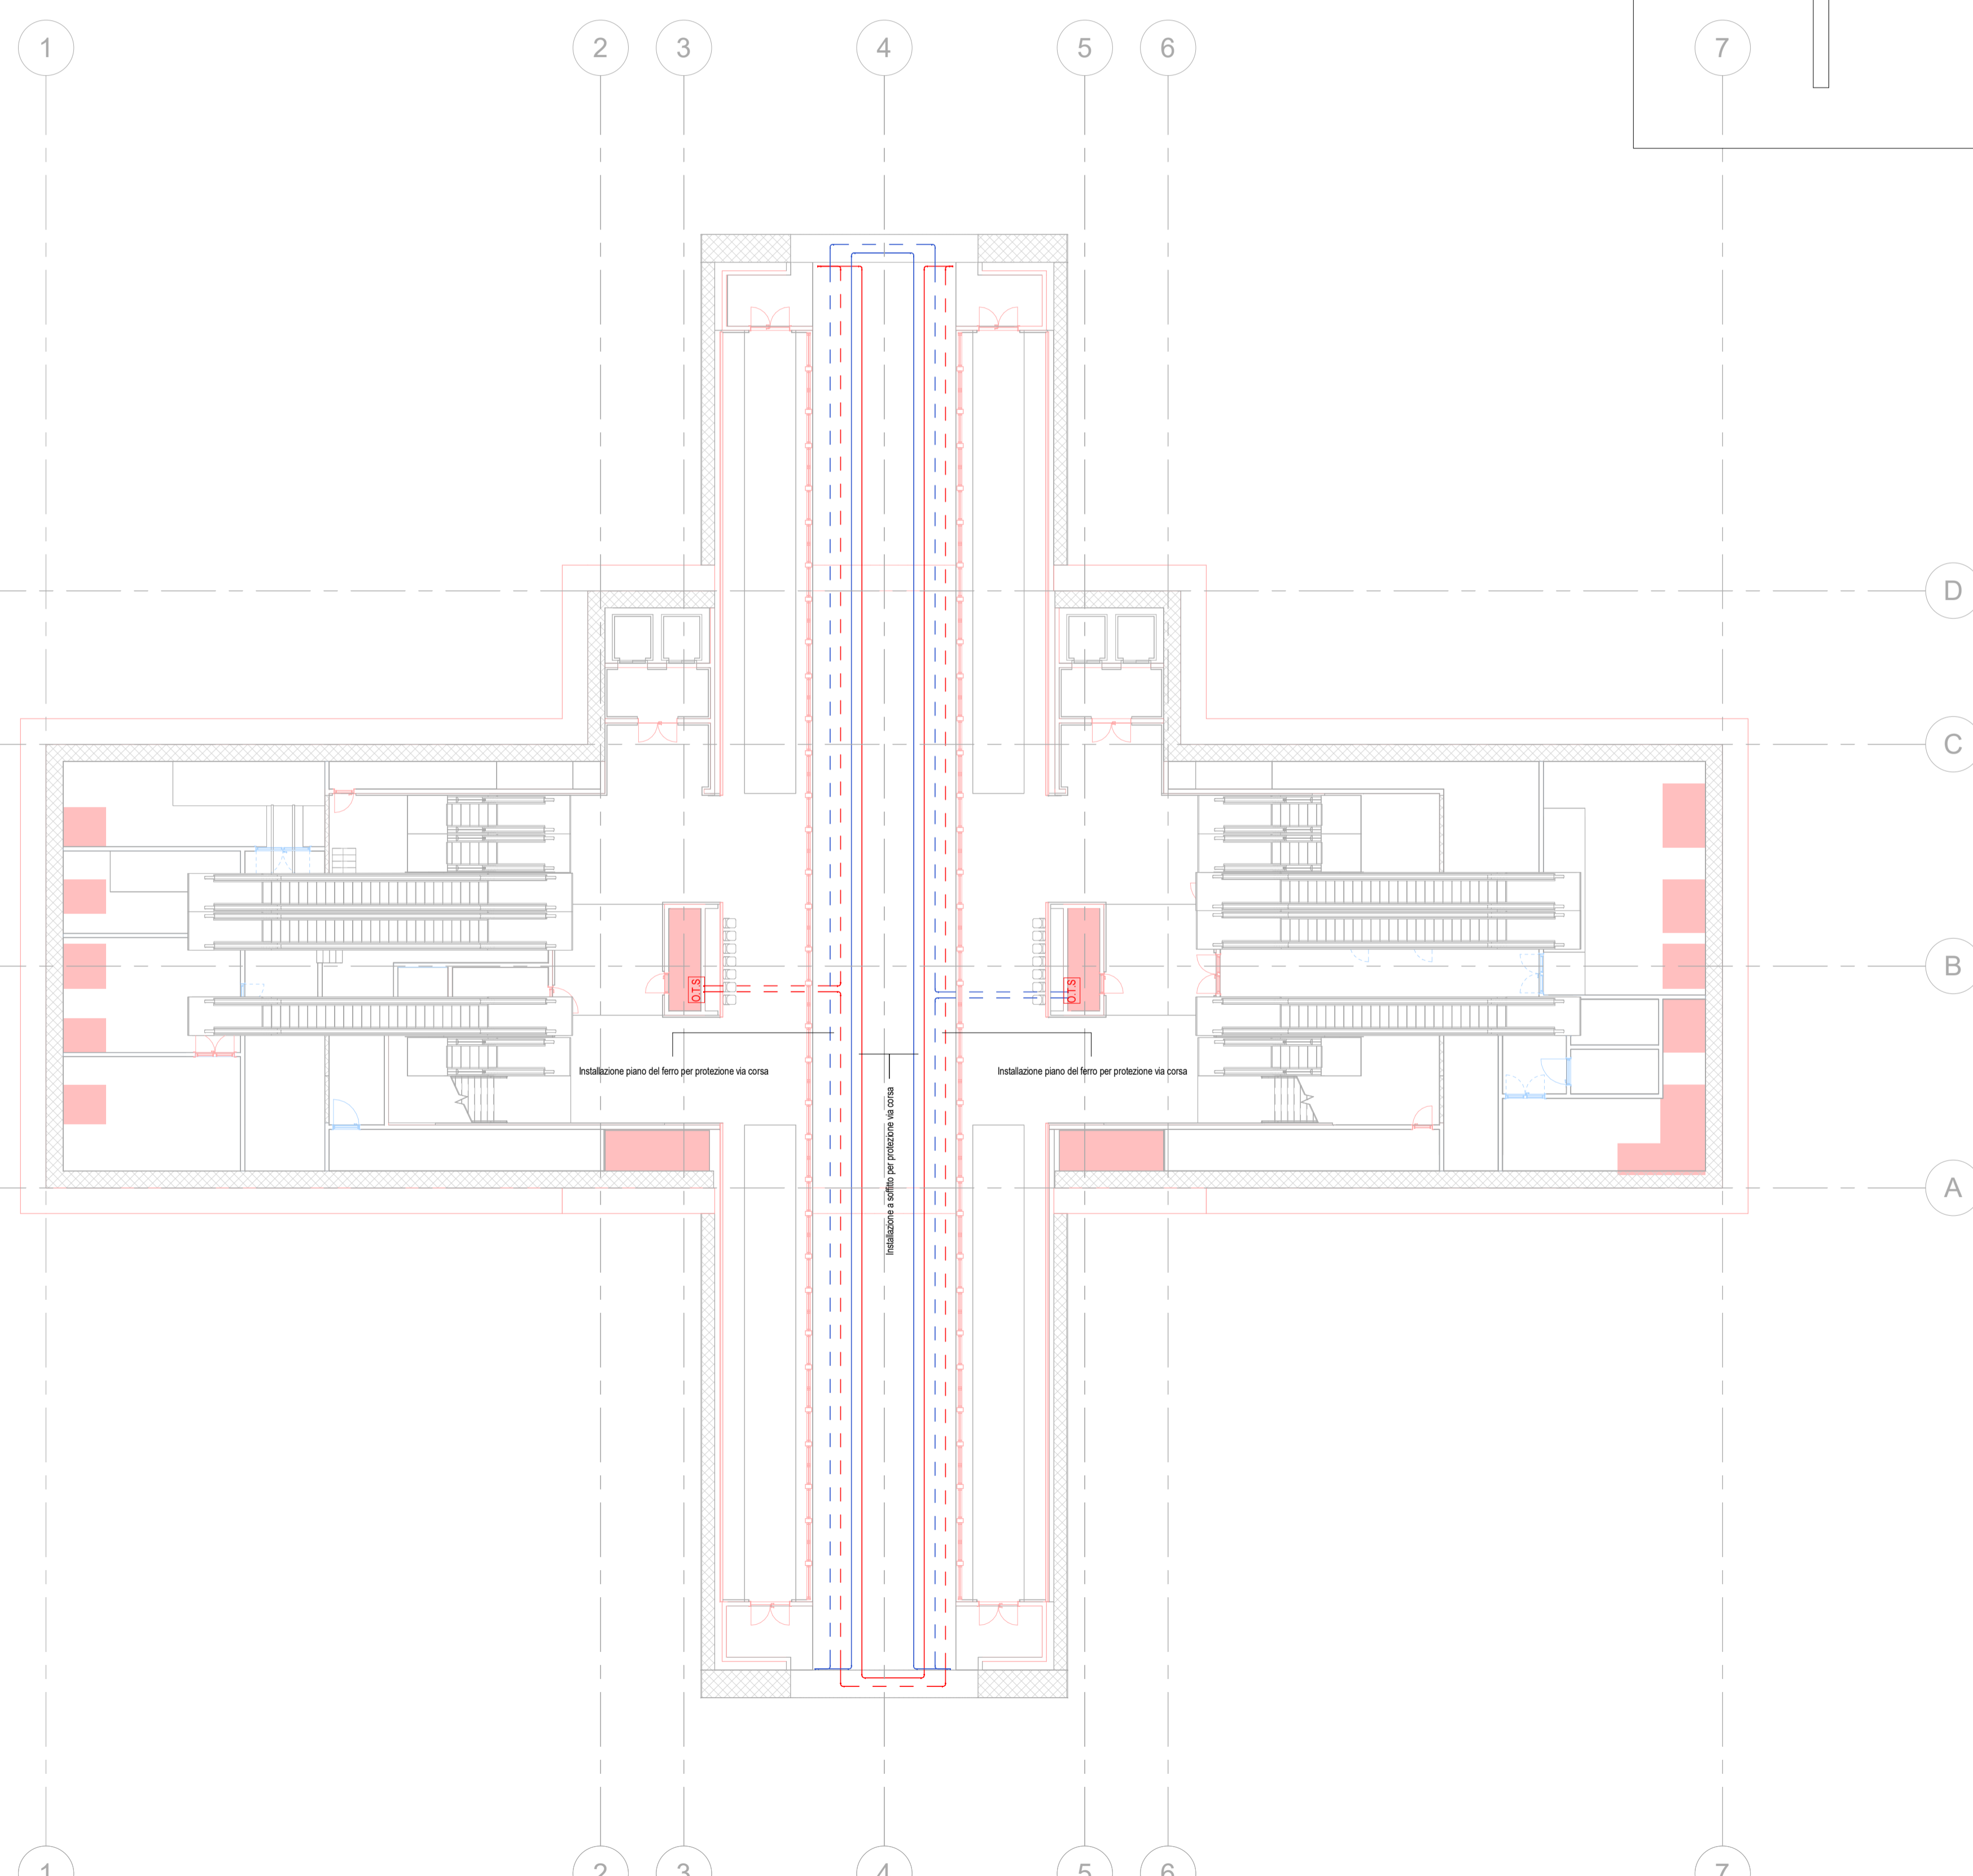 1 2 3 4 5 6 7
D
C
B
O.T.S
O.T.S
Installazione piano del ferro per protezione via corsa
Installazione piano del ferro per protezione via corsa
Installazione a soffitto per protezione via corsa
A
1 2 3 4 5 6 7